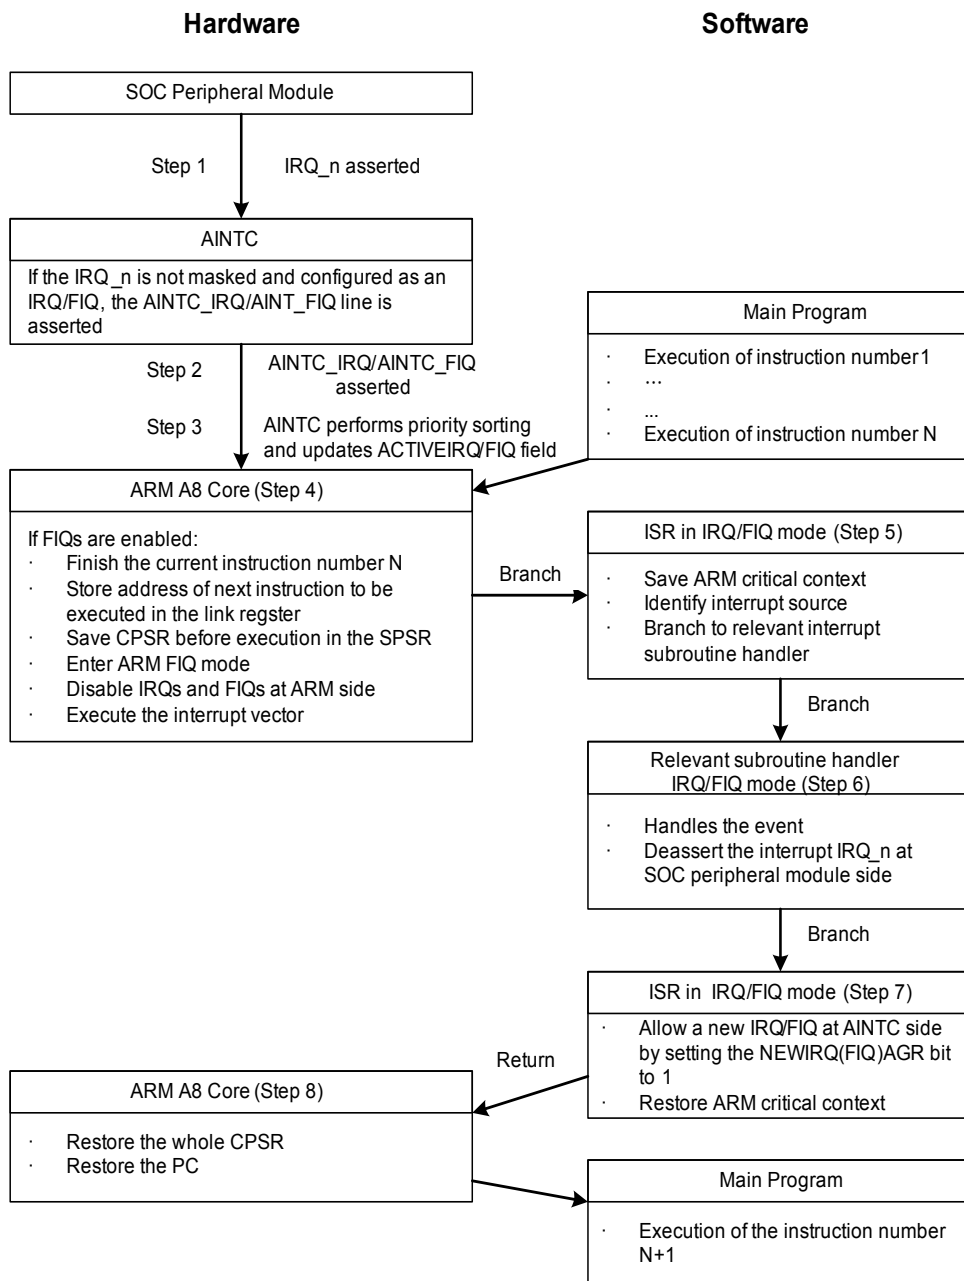 Hardware
Software
SOC Peripheral Module
Step 1
IRQ_n asserted
AINTC
If the IRQ_n is not masked and configured as an
IRQ/FIQ, the AINTC_IRQ/AINT_FIQ line is
asserted
Step 2
AINTC_IRQ/AINTC_FIQ
asserted
Step 3
AINTC performs priority sorting
and updates ACTIVEIRQ/FIQ field
Main Program
· Execution of instruction number 1
· ...
· ...
· Execution of instruction number N
ARM A8 Core (Step 4)
If FIQs are enabled:
· Finish the current instruction number N
· Store address of next instruction to be
executed in the link regster
· Save CPSR before execution in the SPSR
· Enter ARM FIQ mode
· Disable IRQs and FIQs at ARM side
· Execute the interrupt vector
Branch
ISR in IRQ/FIQ mode (Step 5)
· Save ARM critical context
· Identify interrupt source
· Branch to relevant interrupt
subroutine handler
Branch
Relevant subroutine handler
IRQ/FIQ mode (Step 6)
· Handles the event
· Deassert the interrupt IRQ_n at
SOC peripheral module side
Branch
ISR in IRQ/FIQ mode (Step 7)
· Allow a new IRQ/FIQ at AINTC side
by setting the NEWIRQ(FIQ)AGR bit
to 1
· Restore ARM critical context
Return
ARM A8 Core (Step 8)
· Restore the whole CPSR
· Restore the PC
Main Program
· Execution of the instruction number
N+1